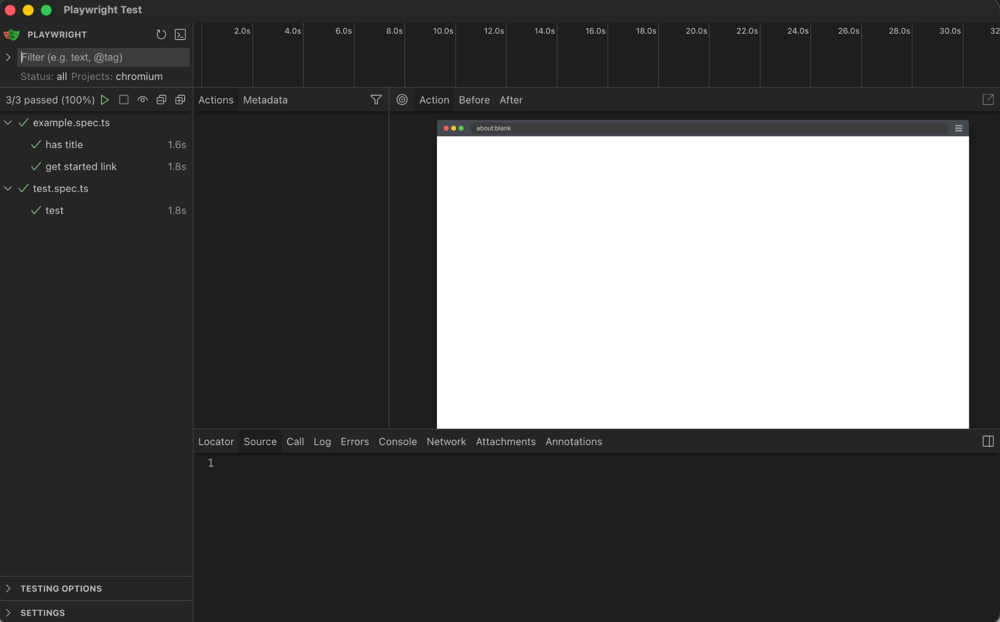 Playwright Test
PLAYWRIGHT
Filter (e.g. text, @tag)
Status: all Projects: chromium
2.0s 4.0s 6.0s 8.0s 10.0s 12.0s 14.0s 16.0s 18.0s 20.0s 22.0s 24.0s 26.0s 28.0s 30.0s 32
3/3 passed (100%)
example.spec.ts
has title 1.6s
get started link 1.8s
test.spec.ts
test 1.8s
TESTING OPTIONS
SETTINGS
Actions Metadata
Action Before After
about:blank
Locator Source Call Log Errors Console Network Attachments Annotations
1